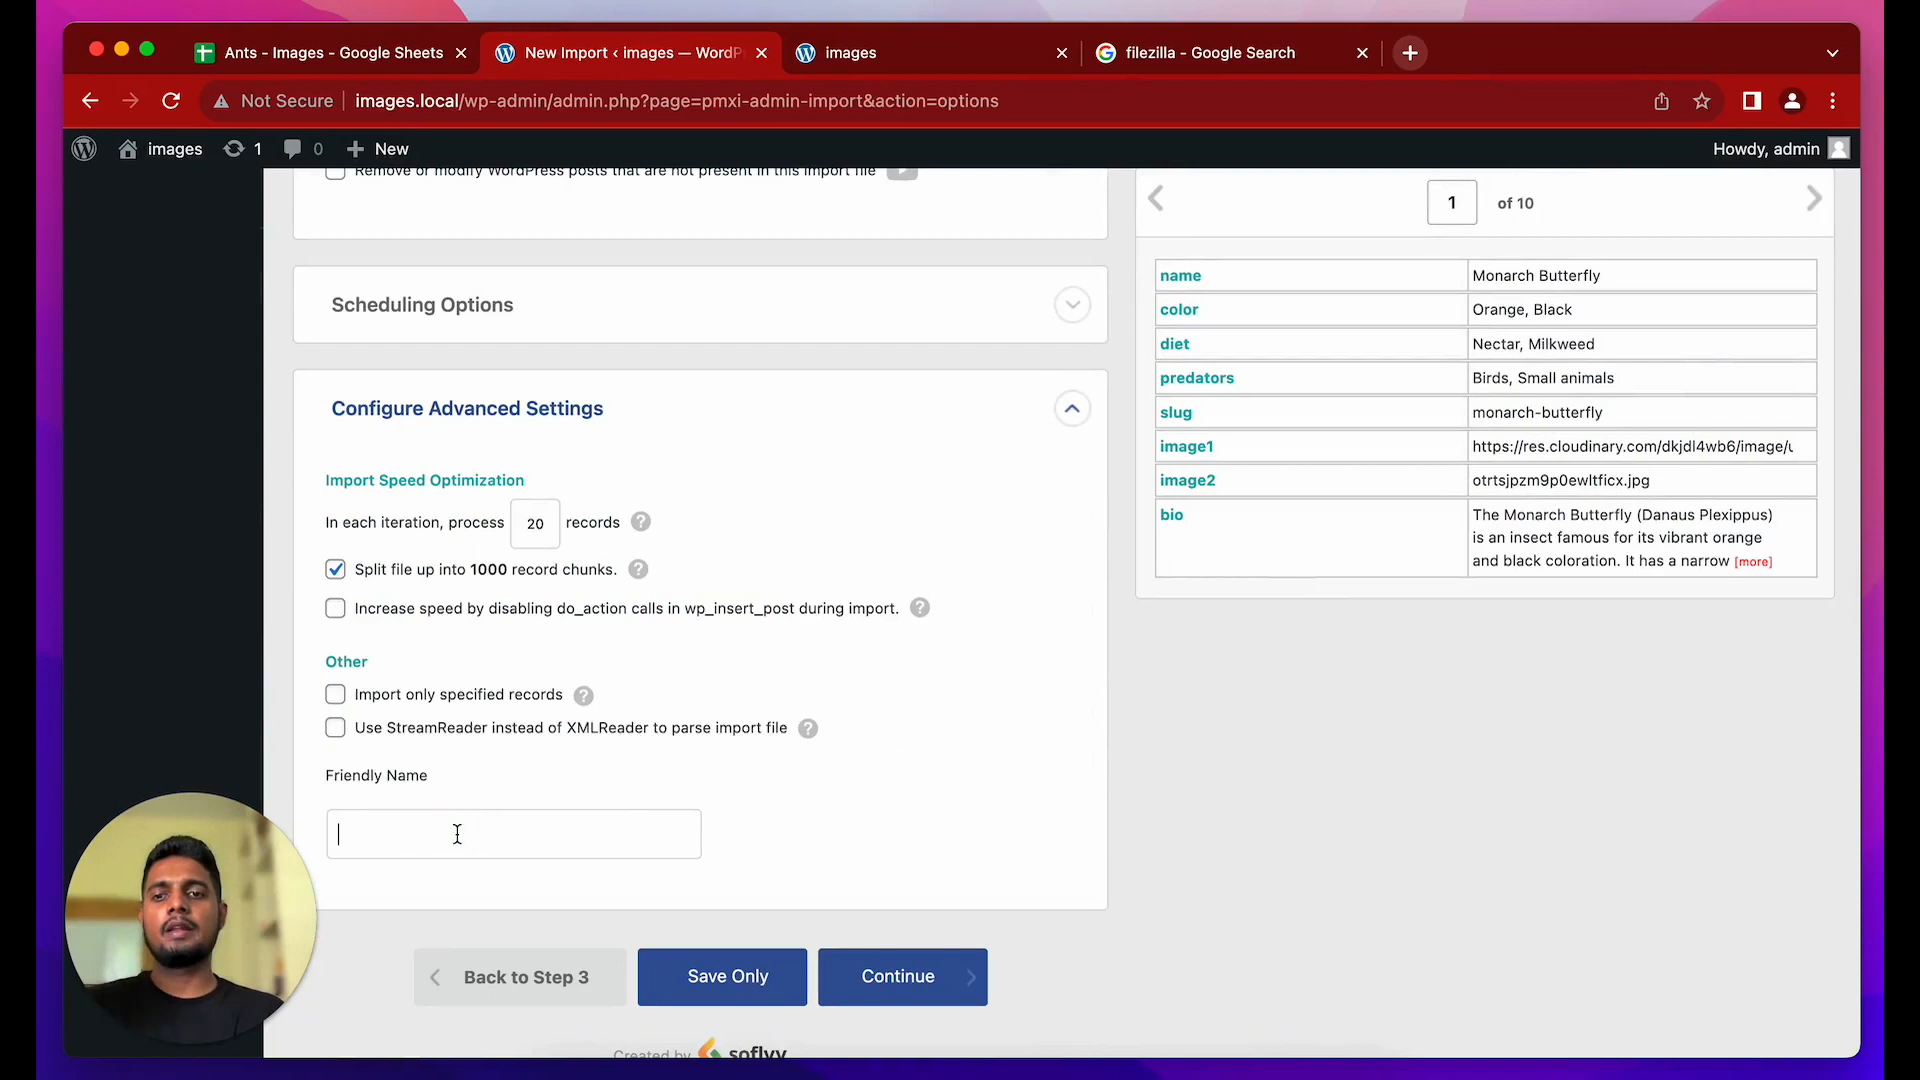 Ants - Images - Google Sheets
New Import ‹ images — WordP
images
filezilla - Google Search
Not Secure
images.local/wp-admin/admin.php?page=pmxi-admin-import&action=options
images
1
0
New
Howdy, admin
Remove or modify WordPress posts that are not present in this import file
1
of 10
name
Monarch Butterfly
color
Orange, Black
diet
Nectar, Milkweed
predators
Birds, Small animals
slug
monarch-butterfly
image1
https://res.cloudinary.com/dkjdl4wb6/image/u
image2
otrtsjpzm9p0ewltficx.jpg
bio
The Monarch Butterfly (Danaus Plexippus)
is an insect famous for its vibrant orange
and black coloration. It has a narrow [more]
Scheduling Options
Configure Advanced Settings
Import Speed Optimization
In each iteration, process 20 records ?
Split file up into 1000 record chunks. ?
Increase speed by disabling do_action calls in wp_insert_post during import. ?
Other
Import only specified records ?
Use StreamReader instead of XMLReader to parse import file ?
Friendly Name
Back to Step 3
Save Only
Continue
Created by soflyy